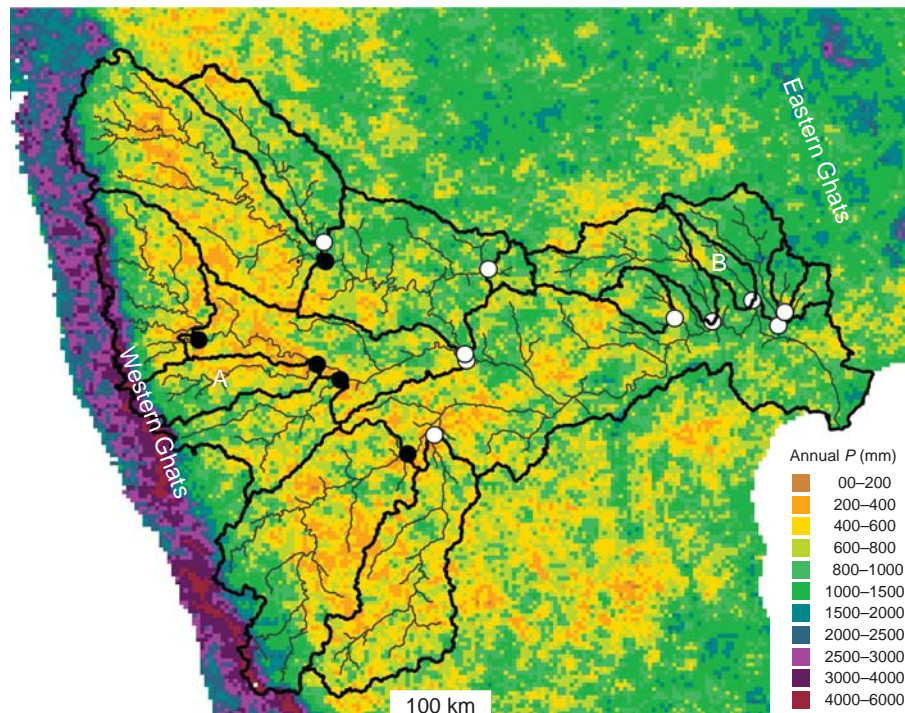 Eastern Ghats
B
A
Western Ghats
Annual P (mm)
00–200
200–400
400–600
600–800
800–1000
1000–1500
1500–2000
2000–2500
2500–3000
3000–4000
4000–6000
100 km